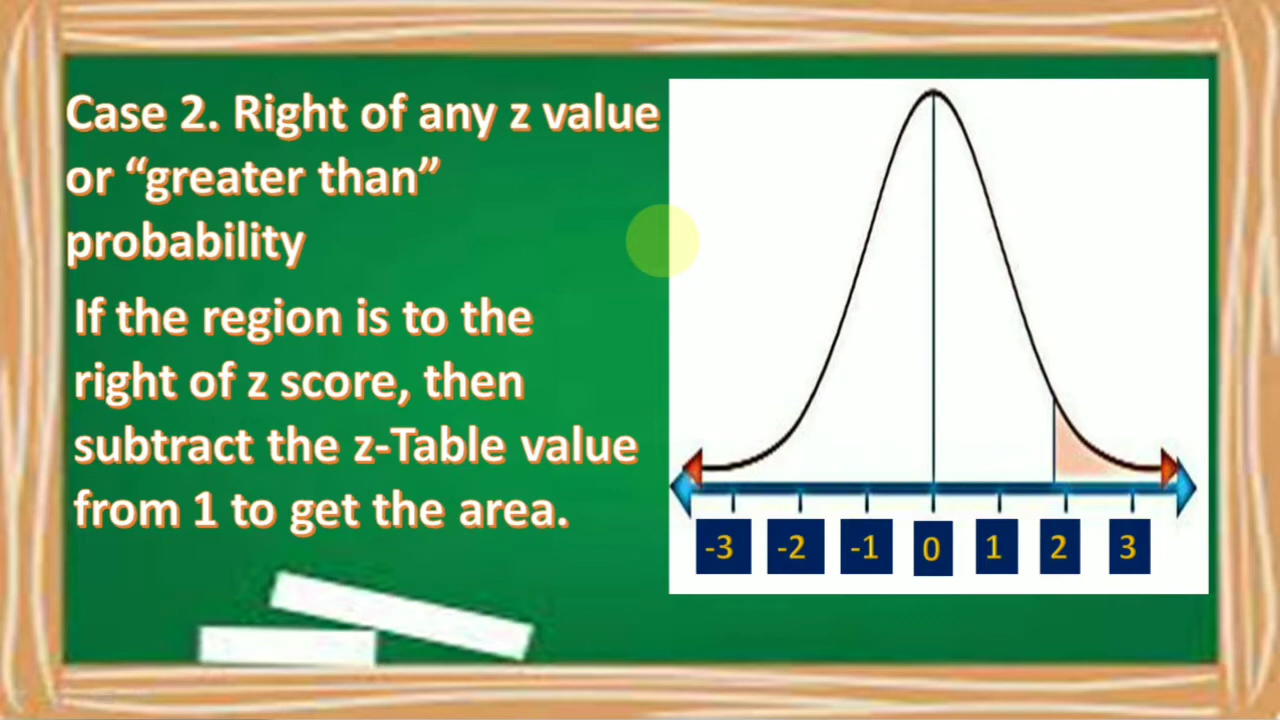 Case 2. Right of any z value
or “greater than”
probability
If the region is to the
right of z score, then
subtract the z-Table value
from 1 to get the area.
-3 -2 -1 0 1 2 3